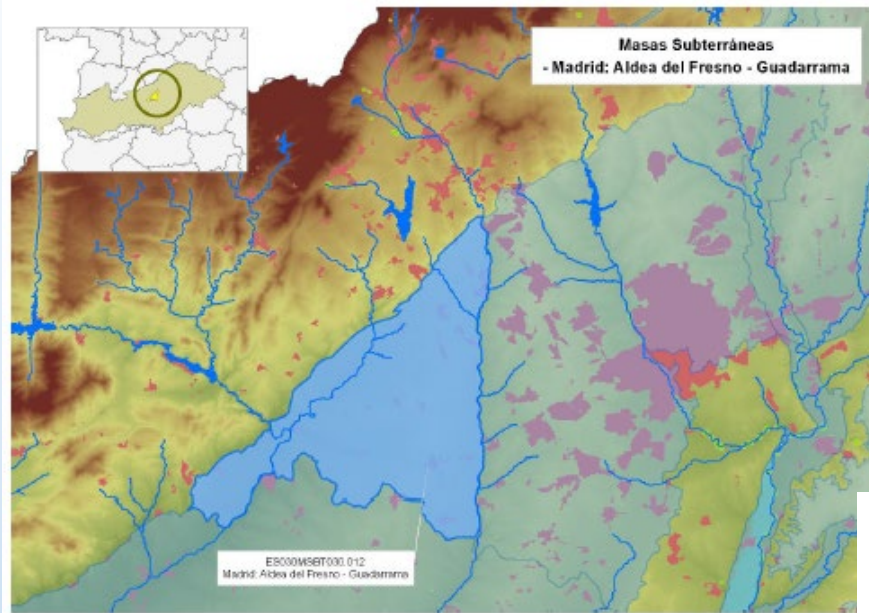 Masas Subterráneas
- Madrid: Aldea del Fresno - Guadarrama
ES030MSBT030.012
Madrid: Aldea del Fresno - Guadarrama